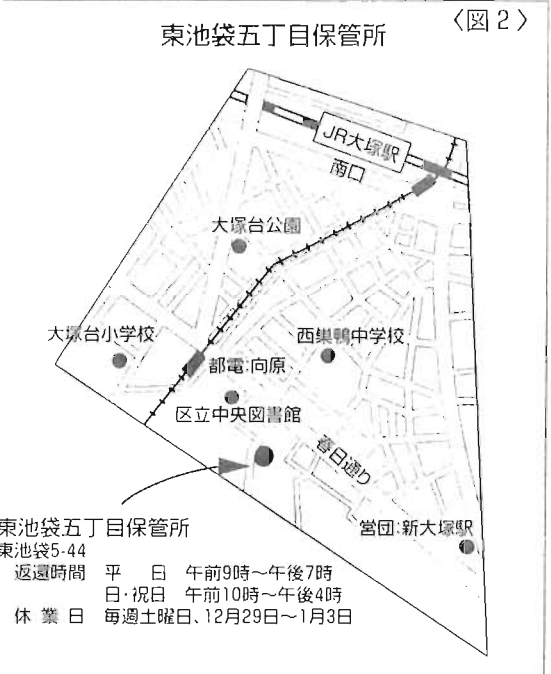 〈図2〉
東池袋五丁目保管所
JR大塚駅
南口
大塚台公園
大塚台小学校
西巣鴨中学校
都電:向原
区立中央図書館
春日通り
営団:新大塚駅
東池袋五丁目保管所
東池袋5-44
返還時間 平 日 午前9時～午後7時
日・祝日 午前10時～午後4時
休業日 毎週土曜日、12月29日～1月3日